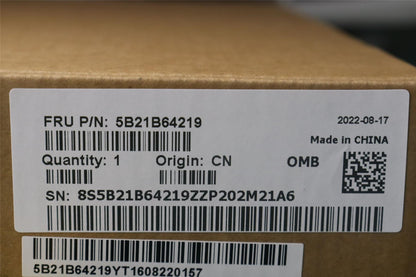 FRU P/N: 5B21B64219
2022-08-17
Made in CHINA
Quantity: 1 Origin: CN OMB
SN: 8S5B21B64219ZZP202M21A6
5B21B64219YT1608220157